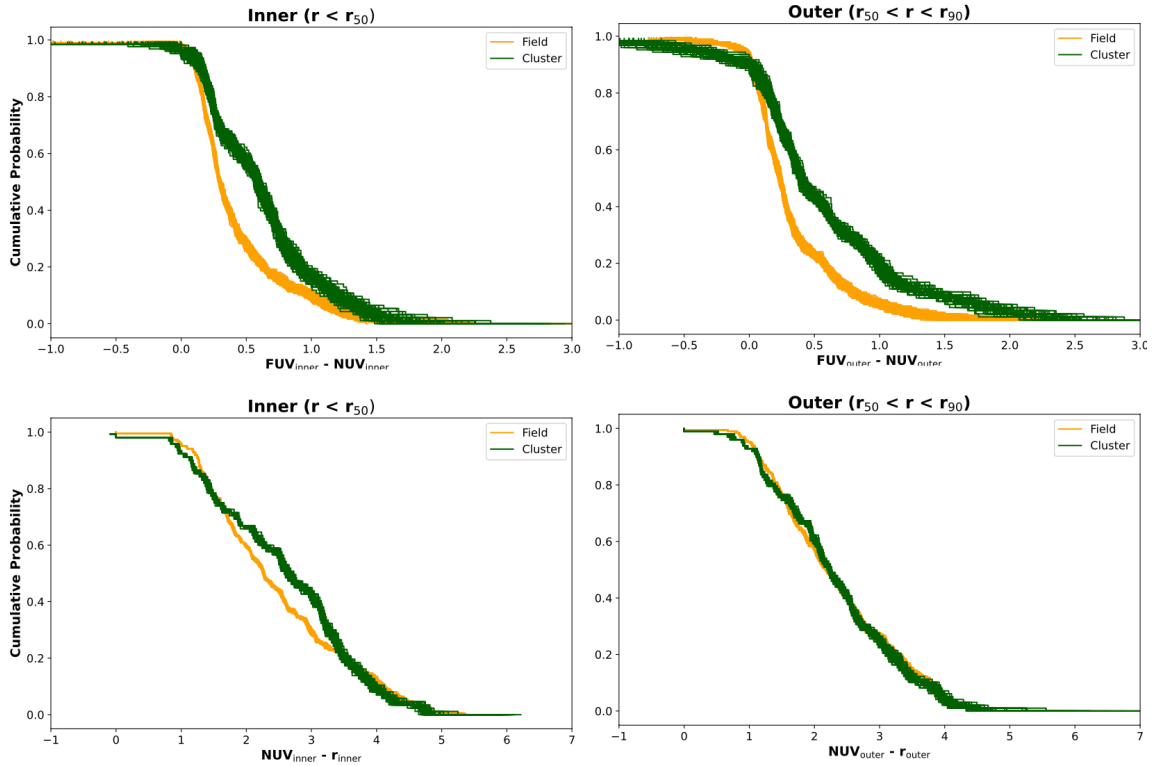 Inner (r < r₅₀)
Field
Cluster
Cumulative Probability
1.0
0.8
0.6
0.4
0.2
0.0
−1.0 −0.5 0.0 0.5 1.0 1.5 2.0 2.5 3.0
FUVinner - NUVinner
Outer (r₅₀ < r < r₉₀)
Field
Cluster
1.0
0.8
0.6
0.4
0.2
0.0
−1.0 −0.5 0.0 0.5 1.0 1.5 2.0 2.5 3.0
FUVouter - NUVouter
Inner (r < r₅₀)
Field
Cluster
Cumulative Probability
1.0
0.8
0.6
0.4
0.2
0.0
−1 0 1 2 3 4 5 6 7
NUVinner - rinner
Outer (r₅₀ < r < r₉₀)
Field
Cluster
1.0
0.8
0.6
0.4
0.2
0.0
−1 0 1 2 3 4 5 6 7
NUVouter - router